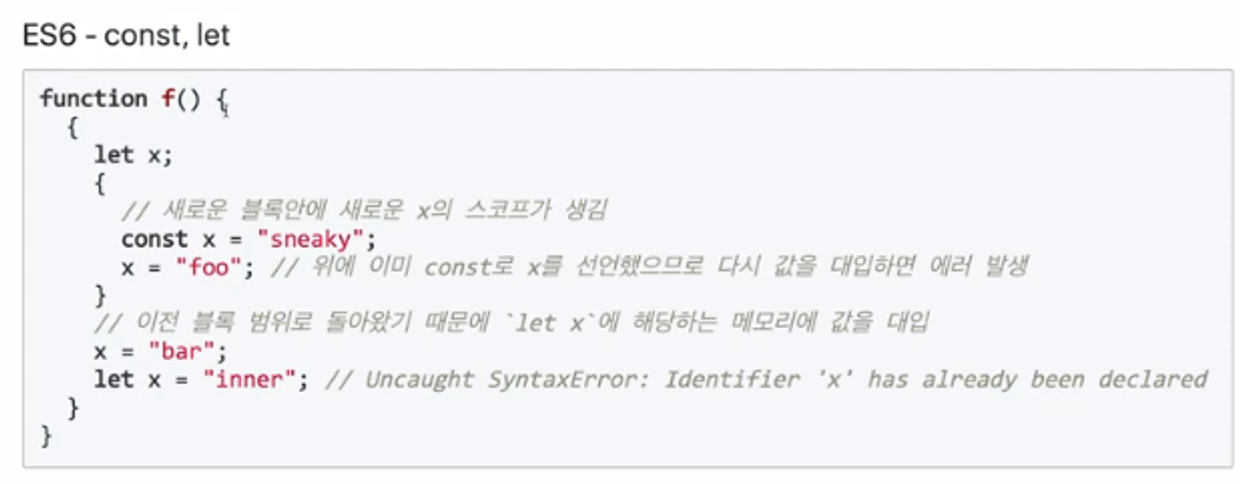 ES6 - const, let
function f() {
  {
    let x;
    {
      // 새로운 블록안에 새로운 x의 스코프가 생김
      const x = "sneaky";
      x = "foo"; // 위에 이미 const로 x를 선언했으므로 다시 값을 대입하면 에러 발생
    }
    // 이전 블록 범위로 돌아왔기 때문에 `let x`에 해당하는 메모리에 값을 대입
    x = "bar";
    let x = "inner"; // Uncaught SyntaxError: Identifier 'x' has already been declared
  }
}